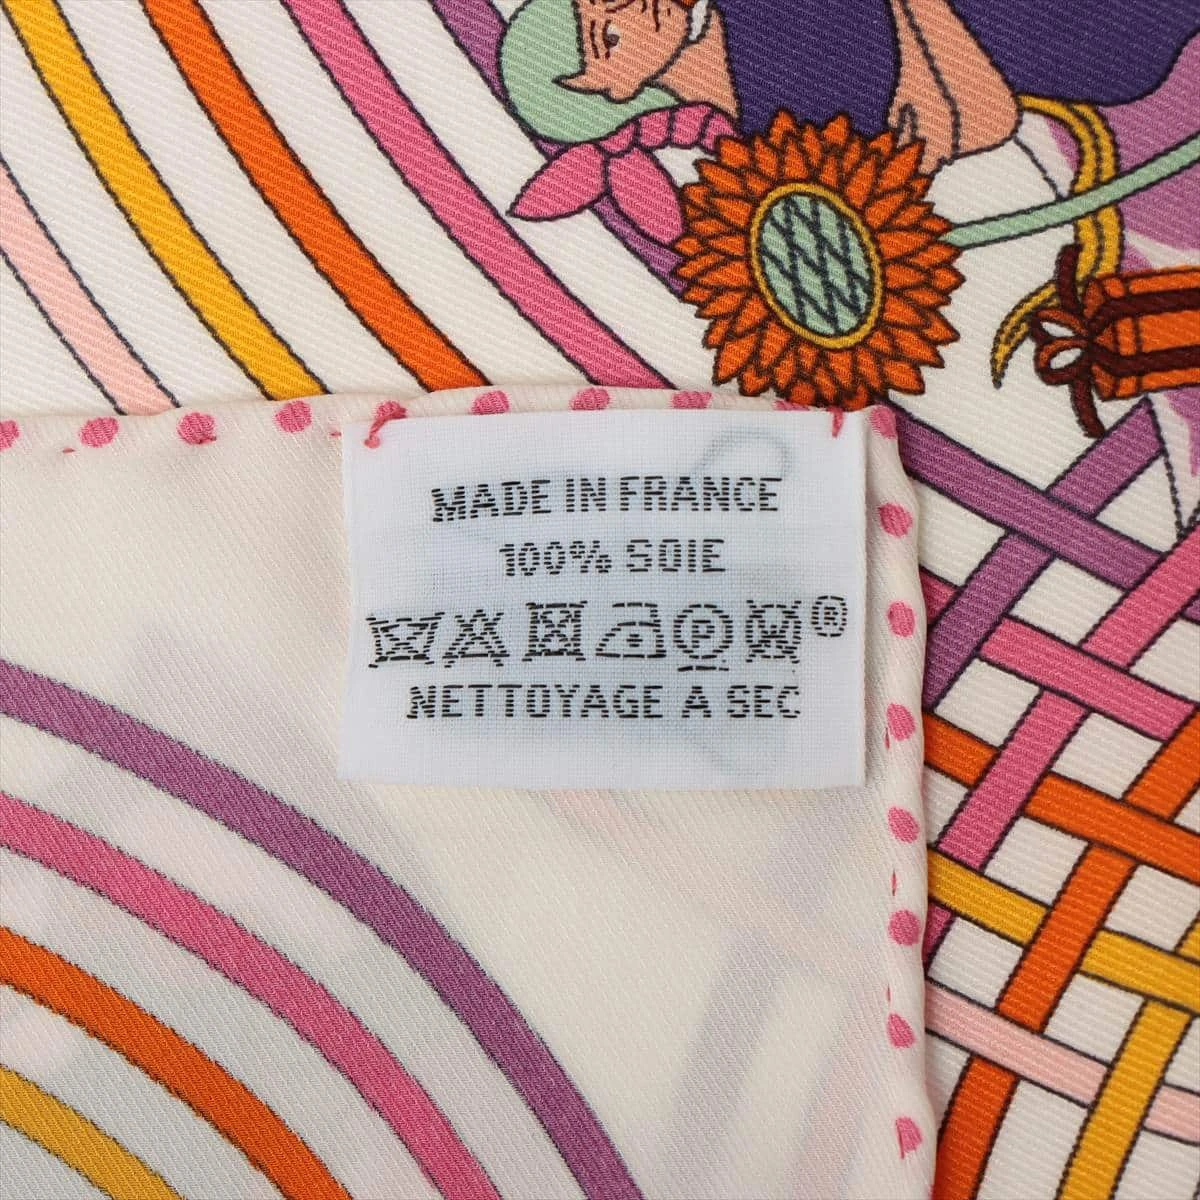 MADE IN FRANCE
100% SOIE
P ®
NETTOYAGE A SEC